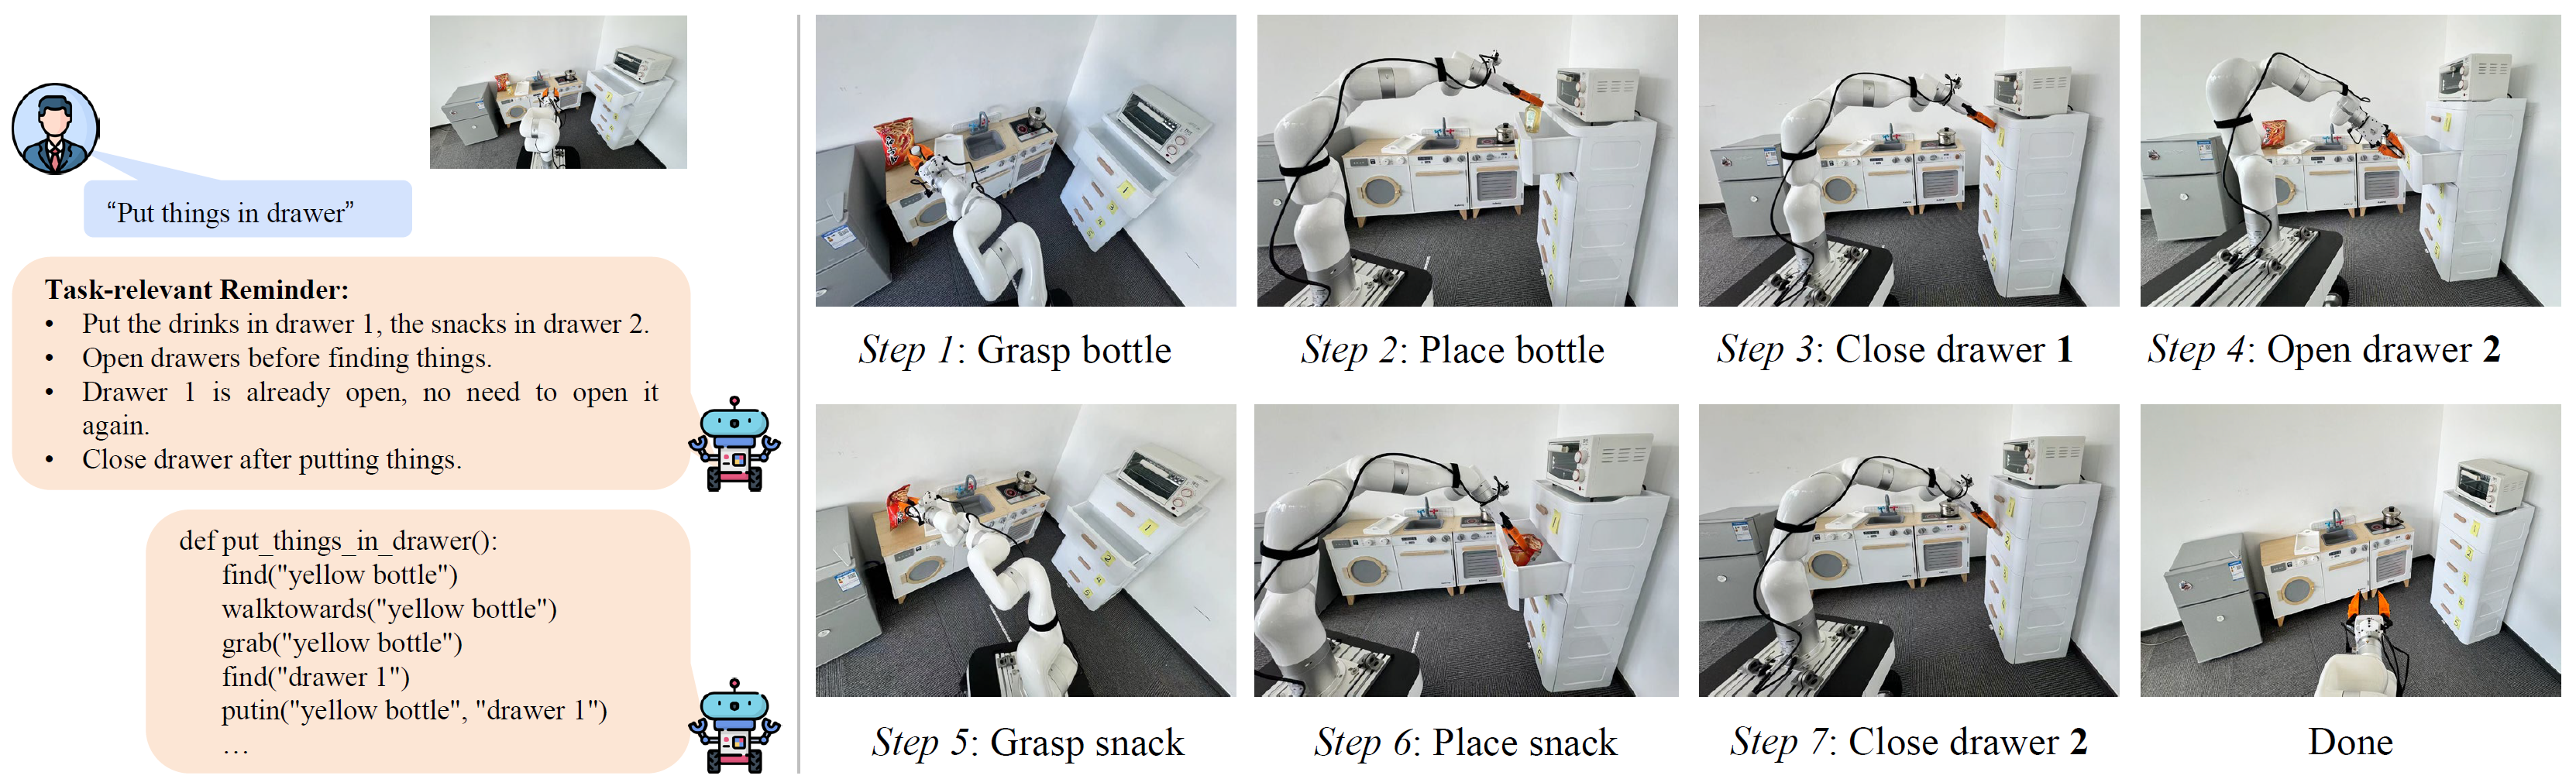 “Put things in drawer”
Task-relevant Reminder:
• Put the drinks in drawer 1, the snacks in drawer 2.
• Open drawers before finding things.
• Drawer 1 is already open, no need to open it
again.
• Close drawer after putting things.
def put_things_in_drawer():
find("yellow bottle")
walktowards("yellow bottle")
grab("yellow bottle")
find("drawer 1")
putin("yellow bottle", "drawer 1")
…
Step 1: Grasp bottle
Step 2: Place bottle
Step 3: Close drawer 1
Step 4: Open drawer 2
Step 5: Grasp snack
Step 6: Place snack
Step 7: Close drawer 2
Done